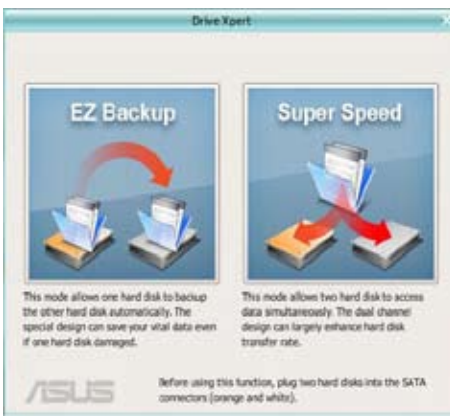 Drive Xpert
EZ Backup
This mode allows one hard disk to backup
the other hard disk automatically. The
special design can save your vital data even
if one hard disk damaged.
Super Speed
This mode allows two hard disk to access
data simultaneously. The dual channel
design can largely enhance hard disk
transfer rate.
ASUS
Before using this function, plug two hard disks into the SATA
connectors (orange and white).